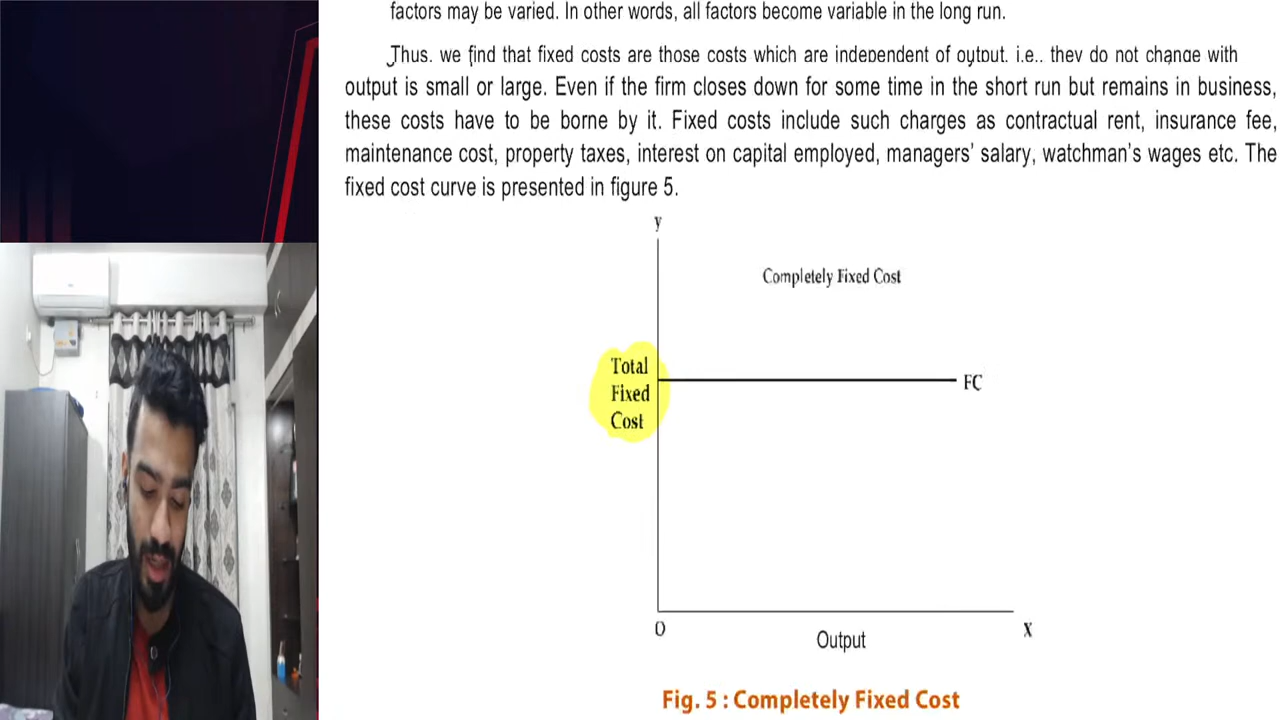 factors may be varied. In other words, all factors become variable in the long run.
Thus, we find that fixed costs are those costs which are independent of output, i.e., they do not change with
output is small or large. Even if the firm closes down for some time in the short run but remains in business,
these costs have to be borne by it. Fixed costs include such charges as contractual rent, insurance fee,
maintenance cost, property taxes, interest on capital employed, managers' salary, watchman's wages etc. The
fixed cost curve is presented in figure 5.
y
Completely Fixed Cost
Total
Fixed
Cost
FC
O
X
Output
Fig. 5 : Completely Fixed Cost